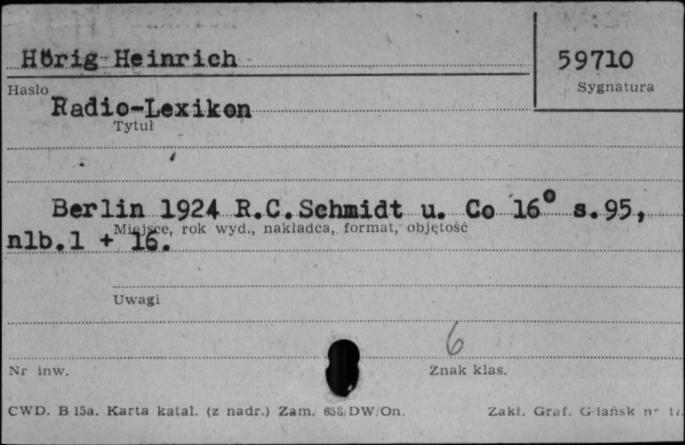 Hörig Heinrich 59710
Hasło Sygnatura
Radio-Lexikon
Tytuł
Berlin 1924 R.C.Schmidt u. Co 16° s.95,
Miejsce, rok wyd., nakładca, format, objętość
nlb.1 + 16.
Uwagi
6
Nr inw. Znak klas.
CWD. B 15a. Karta katal. (z nadr.) Zam. DW/On. Zakł. Graf. Gdańsk